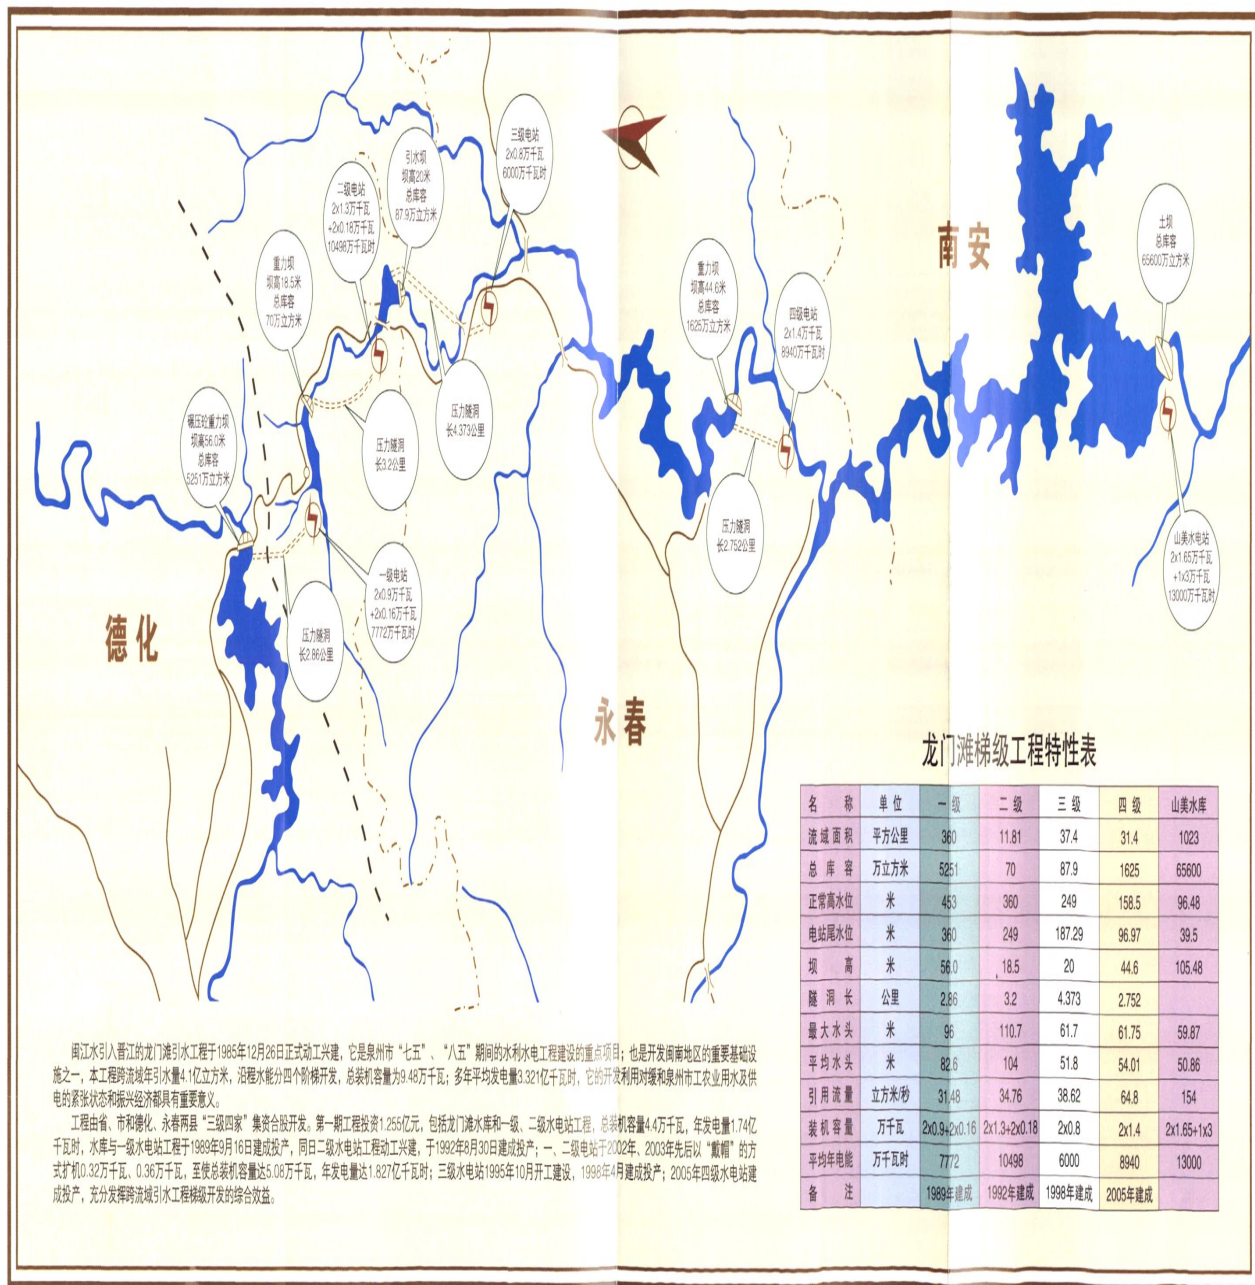 三级电站
2x0.8万千瓦
6000万千瓦时
引水坝
坝高20米
总库容
87.9万立方米
二级电站
2x1.3万千瓦
+2x0.18万千瓦
10498万千瓦时
重力坝
坝高18.5米
总库容
70万立方米
碾压砼重力坝
坝高56.0米
总库容
5251万立方米
压力隧洞
长4.373公里
压力隧洞
长3.2公里
一级电站
2x0.9万千瓦
+2x0.16万千瓦
7772万千瓦时
压力隧洞
长2.86公里
重力坝
坝高44.6米
总库容
1625万立方米
四级电站
2x1.4万千瓦
8940万千瓦时
压力隧洞
长2.752公里
土坝
总库容
65600万立方米
山美水电站
2x1.65万千瓦
+1x3万千瓦
13000万千瓦时
南安
德化
永春
龙门滩梯级工程特性表
名称 单位 一级 二级 三级 四级 山美水库
流域面积 平方公里 360 11.81 37.4 31.4 1023
总库容 万立方米 5251 70 87.9 1625 65600
正常高水位 米 453 360 249 158.5 96.48
电站尾水位 米 360 249 187.29 96.97 39.5
坝高 米 56.0 18.5 20 44.6 105.48
隧洞长 公里 2.86 3.2 4.373 2.752
最大水头 米 96 110.7 61.7 61.75 59.87
平均水头 米 82.6 104 51.8 54.01 50.86
引用流量 立方米/秒 31.48 34.76 38.62 64.8 154
装机容量 万千瓦 2x0.9+2x0.16 2x1.3+2x0.18 2x0.8 2x1.4 2x1.65+1x3
平均年电能 万千瓦时 7772 10498 6000 8940 13000
备注 1989年建成 1992年建成 1998年建成 2005年建成
闽江水引入晋江的龙门滩引水工程于1985年12月26日正式动工兴建，它是泉州市“七五”、“八五”期间的水利水电工程建设的重点项目；也是开发闽南地区的重要基础设
施之一，本工程跨流域年引水量4.1亿立方米，沿程水能分四个阶梯开发，总装机容量为9.48万千瓦；多年平均发电量3.321亿千瓦时，它的开发利用对缓和泉州市工农业用水及供
电的紧张状态和振兴经济都具有重要意义。
工程由省、市和德化、永春两县“三级四家”集资合股开发。第一期工程投资1.255亿元，包括龙门滩水库和一级、二级水电站工程，总装机容量4.4万千瓦，年发电量1.74亿
千瓦时，水库与一级水电站工程于1989年9月16日建成投产，同日二级水电站工程动工兴建，于1992年8月30日建成投产；一、二级电站于2002年、2003年先后以“戴帽”的方
式扩机0.32万千瓦、0.36万千瓦，至使总装机容量达5.08万千瓦，年发电量达1.827亿千瓦时；三级水电站1995年10月开工建设，1998年4月建成投产；2005年四级水电站建
成投产，充分发挥跨流域引水工程梯级开发的综合效益。